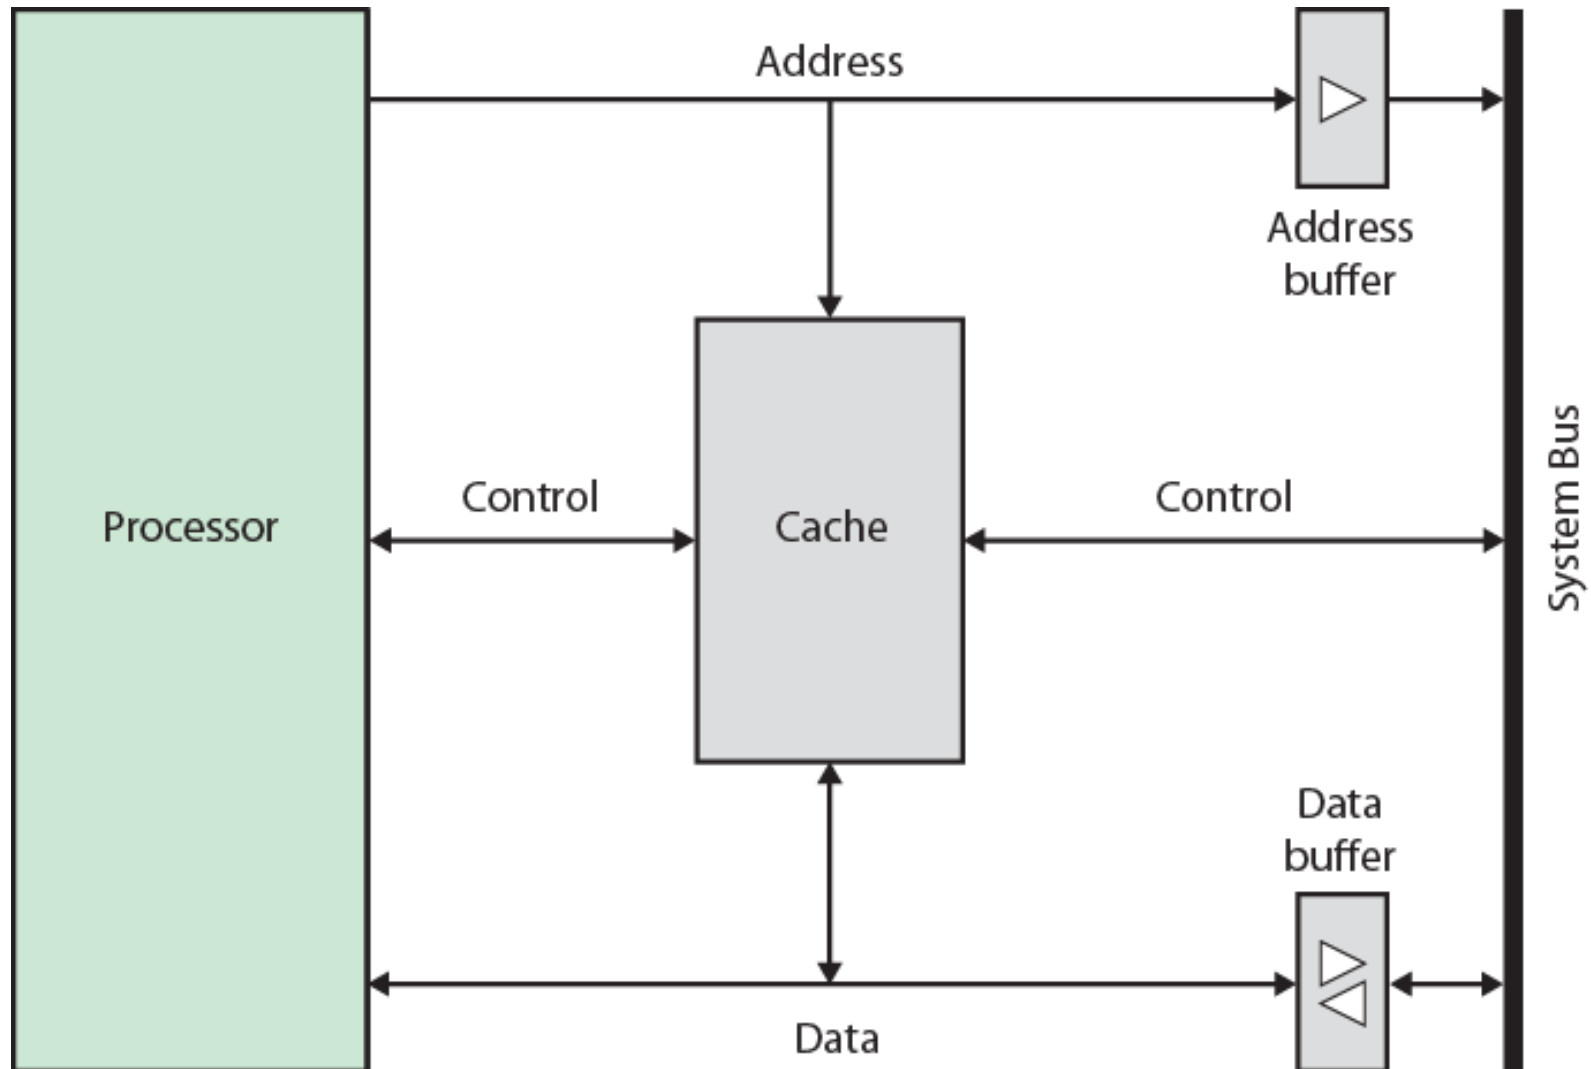 Address
Address
buffer
Processor
Control
Cache
Control
System Bus
Data
buffer
Data